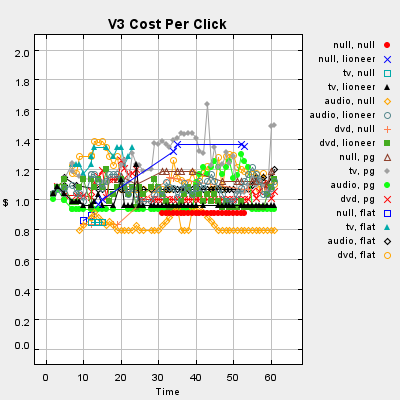 V3 Cost Per Click
2.0
1.8
1.6
1.4
1.2
1.0
0.8
0.6
0.4
0.2
0.0
$
0 10 20 30 40 50 60
Time
null, null
null, lioneer
tv, null
tv, lioneer
audio, null
audio, lioneer
dvd, null
dvd, lioneer
null, pg
tv, pg
audio, pg
dvd, pg
null, flat
tv, flat
audio, flat
dvd, flat